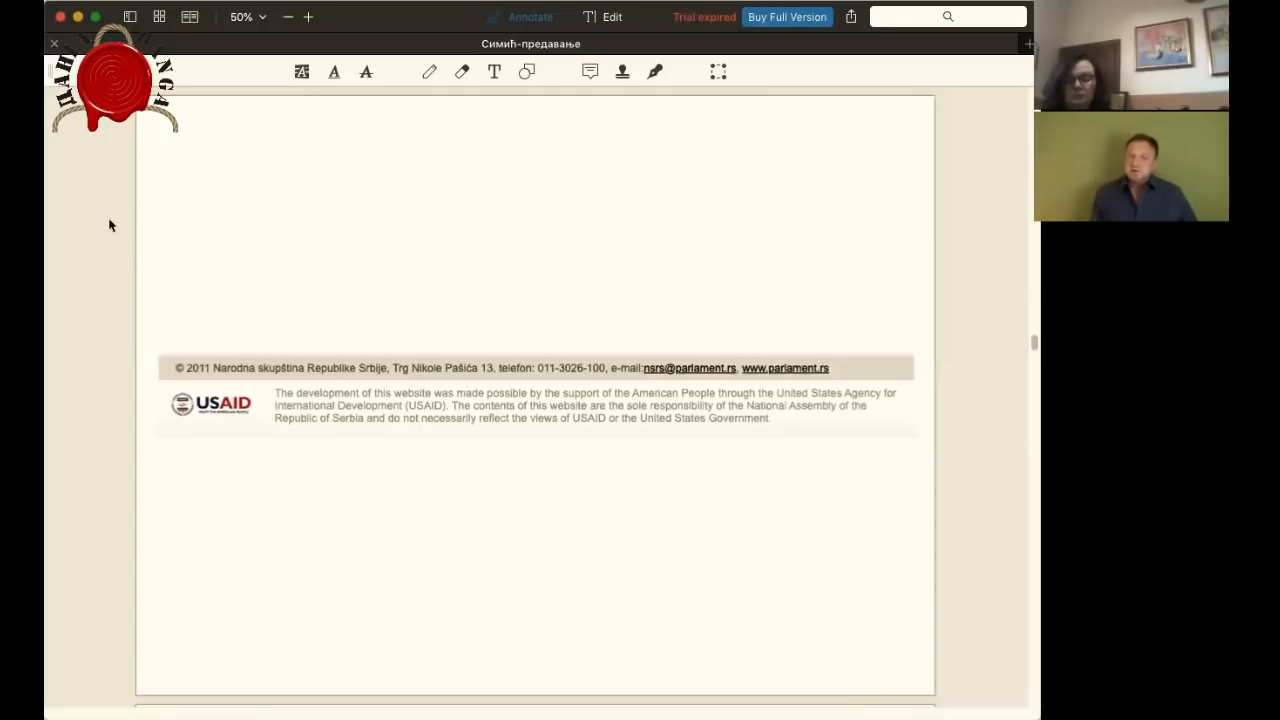 50%
Annotate
Edit
Trial expired
Buy Full Version
Симић-предавање
© 2011 Narodna skupština Republike Srbije, Trg Nikole Pašića 13. telefon: 011-3026-100, e-mail:nsrs@parlament.rs, www.parlament.rs
USAID
FROM THE AMERICAN PEOPLE
The development of this website was made possible by the support of the American People through the United States Agency for
International Development (USAID). The contents of this website are the sole responsibility of the National Assembly of the
Republic of Serbia and do not necessarily reflect the views of USAID or the United States Government.